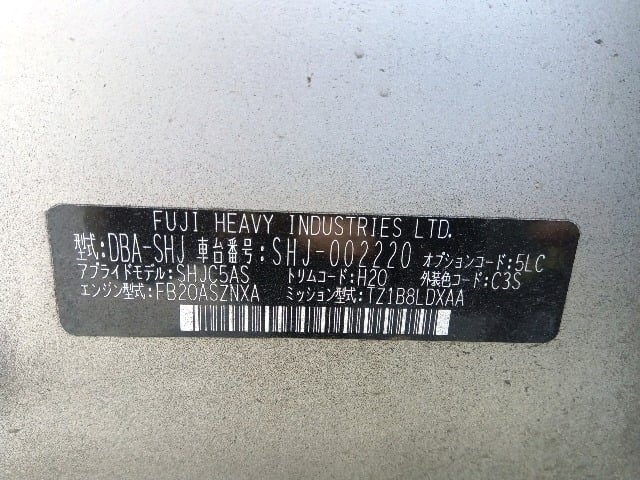 FUJI HEAVY INDUSTRIES LTD.
型式:DBA-SHJ 車台番号:SHJ-002220 オプションコード:5LC
アプライドモデル:SHJC5AS トリムコード:H20 外装色コード:C3S
エンジン型式:FB20ASZNXA ミッション型式:TZ1B8LDXAA